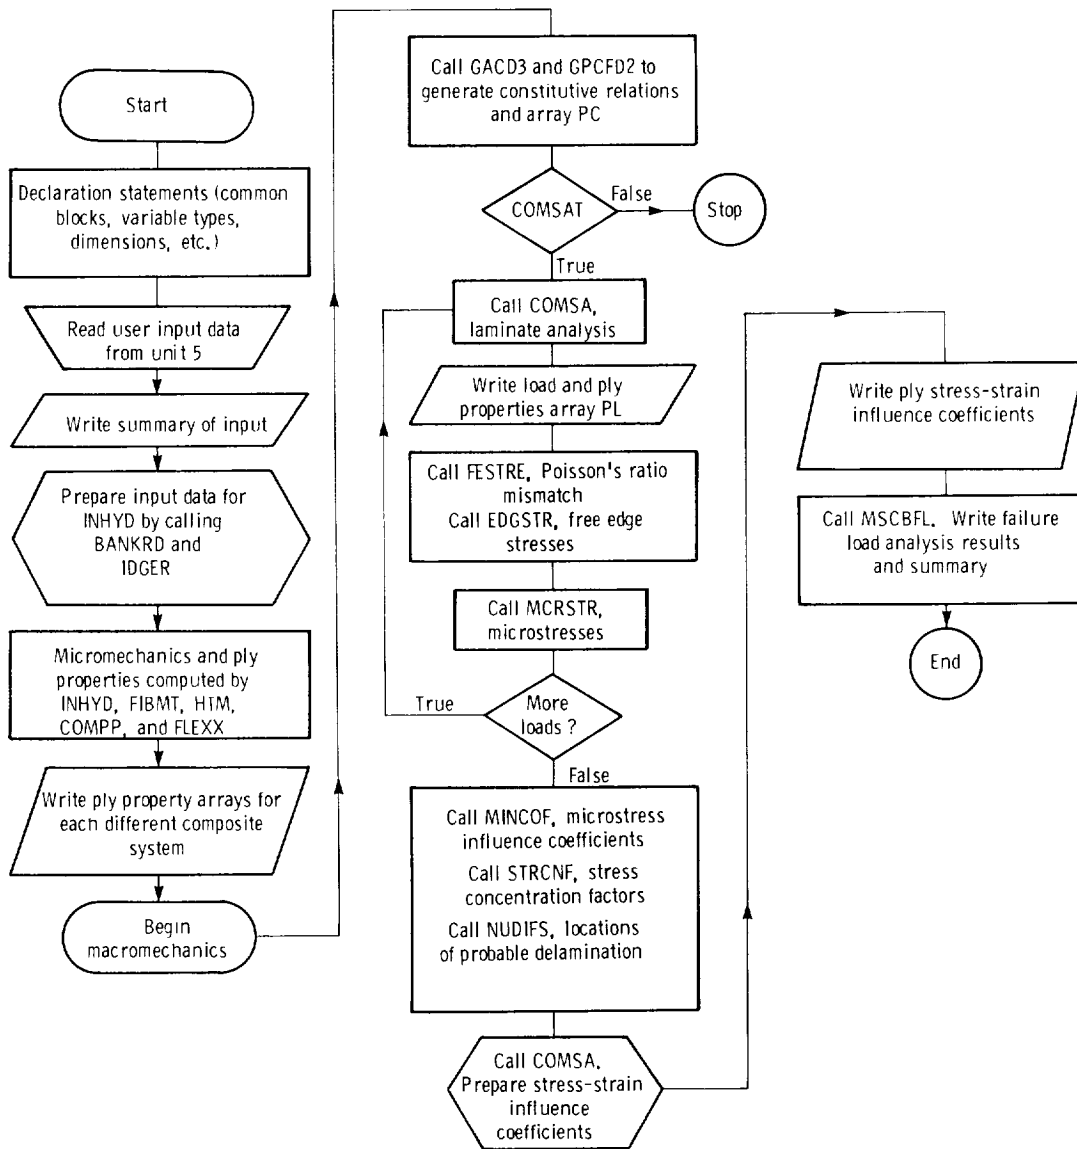 Start
Declaration statements (common
blocks, variable types,
dimensions, etc.)
Read user input data
from unit 5
Write summary of input
Prepare input data for
INHYD by calling
BANKRD and
IDGER
Micromechanics and ply
properties computed by
INHYD, FIBMT, HTM,
COMPP, and FLEXX
Write ply property arrays for
each different composite
system
Begin
macromechanics
Call GACD3 and GPCFD2 to
generate constitutive relations
and array PC
COMSAT
False
Stop
True
Call COMSA,
laminate analysis
Write load and ply
properties array PL
Call FESTRE, Poisson's ratio
mismatch
Call EDGSTR, free edge
stresses
Call MCRSTR,
microstresses
True
More
loads ?
False
Call MINCOF, microstress
influence coefficients
Call STRCNF, stress
concentration factors
Call NUDIFS, locations
of probable delamination
Call COMSA.
Prepare stress-strain
influence
coefficients
Write ply stress-strain
influence coefficients
Call MSCBFL. Write failure
load analysis results
and summary
End